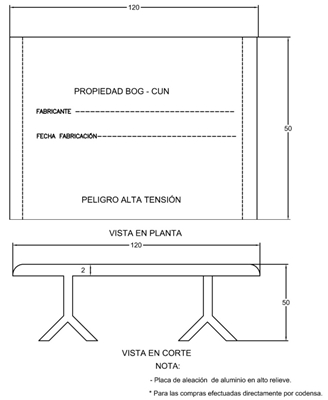 120
PROPIEDAD BOG - CUN
FABRICANTE
FECHA FABRICACIÓN
50
PELIGRO ALTA TENSIÓN
VISTA EN PLANTA
120
2
50
VISTA EN CORTE
NOTA:
- Placa de aleación de aluminio en alto relieve.
* Para las compras efectuadas directamente por codensa.